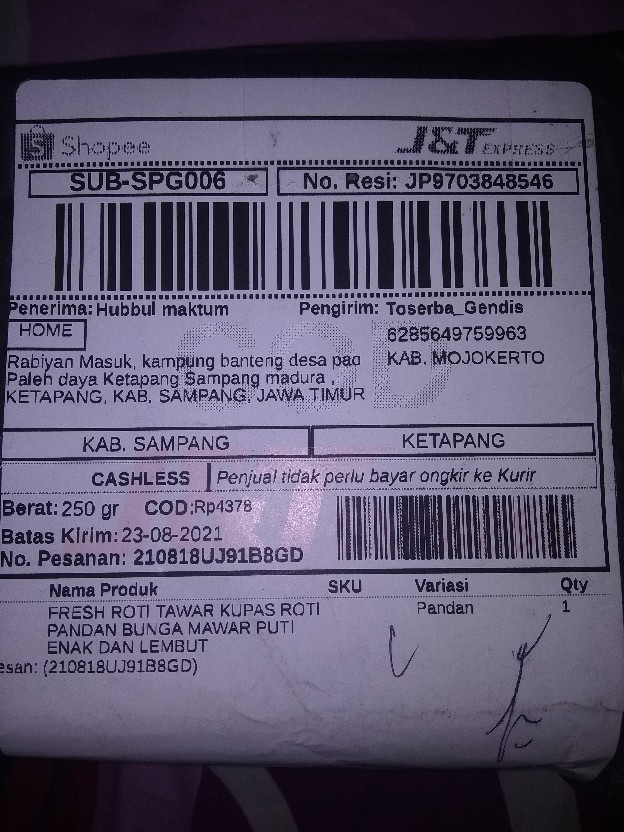 Shopee
J&T EXPRESS
SUB-SPG006
No. Resi: JP9703848546
Penerima: Hubbul maktum
Pengirim: Toserba_Gendis
HOME
6285649759963
KAB. MOJOKERTO
Rabiyan Masuk, kampung banteng desa pao
Paleh daya Ketapang Sampang madura ,
KETAPANG, KAB. SAMPANG, JAWA TIMUR
COD
KAB. SAMPANG
KETAPANG
CASHLESS
Penjual tidak perlu bayar ongkir ke Kurir
Berat: 250 gr
COD:Rp4378
Batas Kirim: 23-08-2021
No. Pesanan: 210818UJ91B8GD
Nama Produk SKU Variasi Qty
FRESH ROTI TAWAR KUPAS ROTI Pandan 1
PANDAN BUNGA MAWAR PUTI
ENAK DAN LEMBUT
esan: (210818UJ91B8GD)